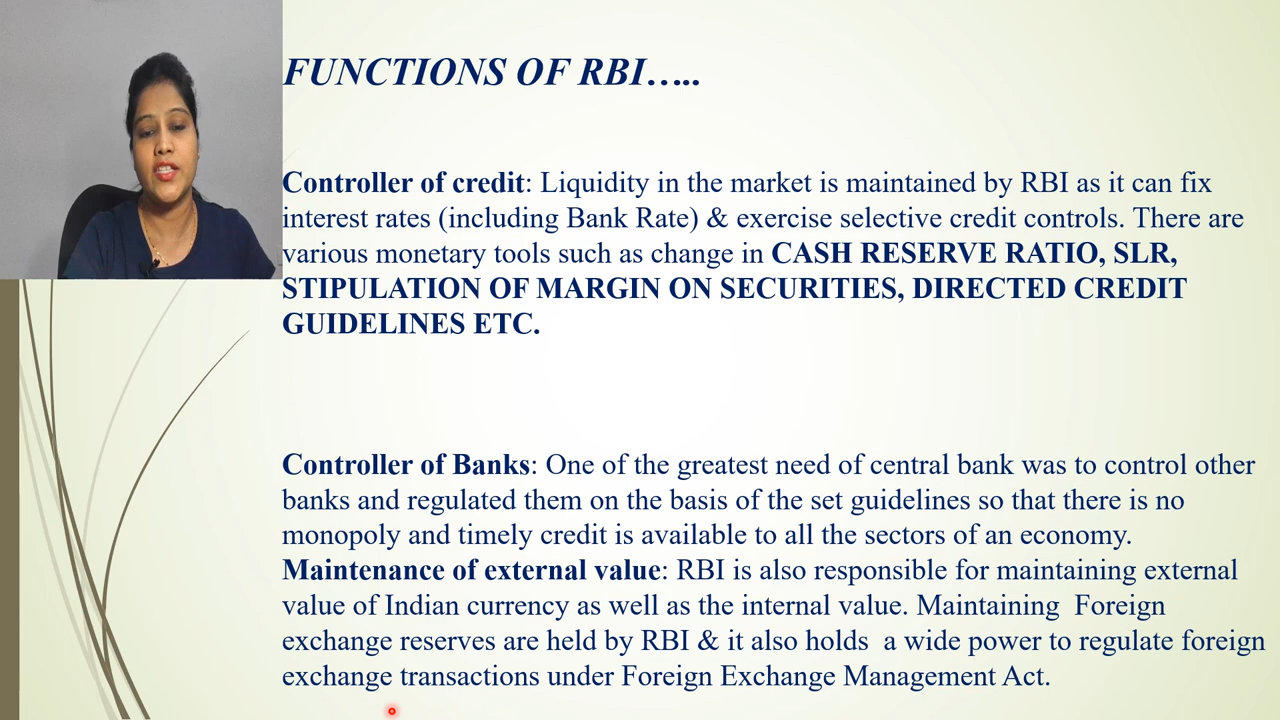 FUNCTIONS OF RBI…..
Controller of credit: Liquidity in the market is maintained by RBI as it can fix
interest rates (including Bank Rate) & exercise selective credit controls. There are
various monetary tools such as change in CASH RESERVE RATIO, SLR,
STIPULATION OF MARGIN ON SECURITIES, DIRECTED CREDIT
GUIDELINES ETC.
Controller of Banks: One of the greatest need of central bank was to control other
banks and regulated them on the basis of the set guidelines so that there is no
monopoly and timely credit is available to all the sectors of an economy.
Maintenance of external value: RBI is also responsible for maintaining external
value of Indian currency as well as the internal value. Maintaining  Foreign
exchange reserves are held by RBI & it also holds  a wide power to regulate foreign
exchange transactions under Foreign Exchange Management Act.